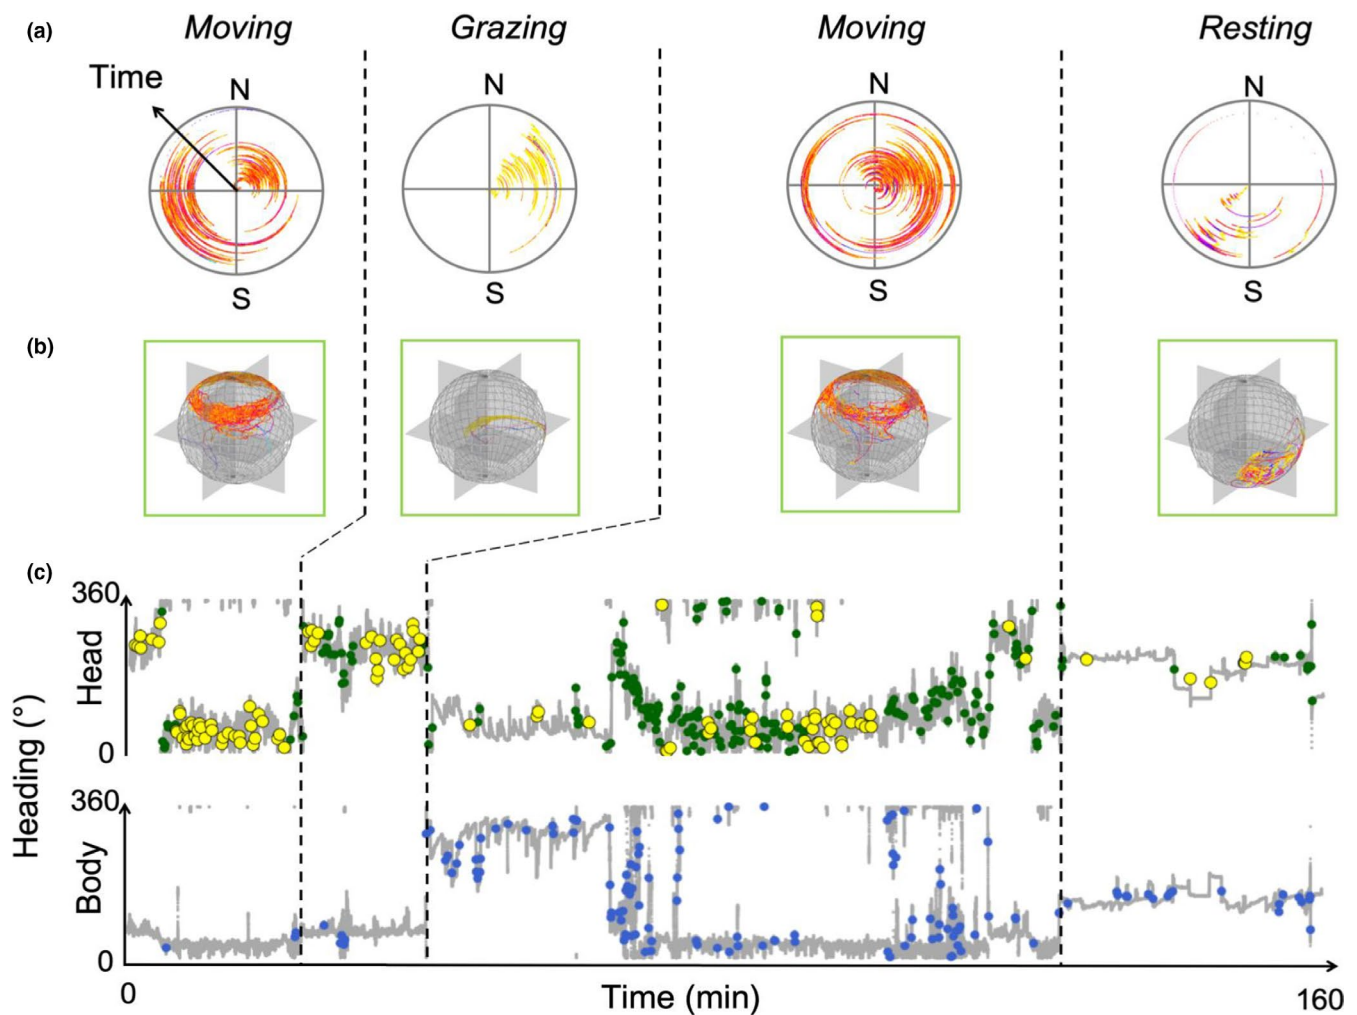 (a)
Moving
Grazing
Moving
Resting
Time
N
N
N
N
S
S
S
S
(b)
(c)
360
Head
0
Heading (°)
360
Body
0
0
Time (min)
160